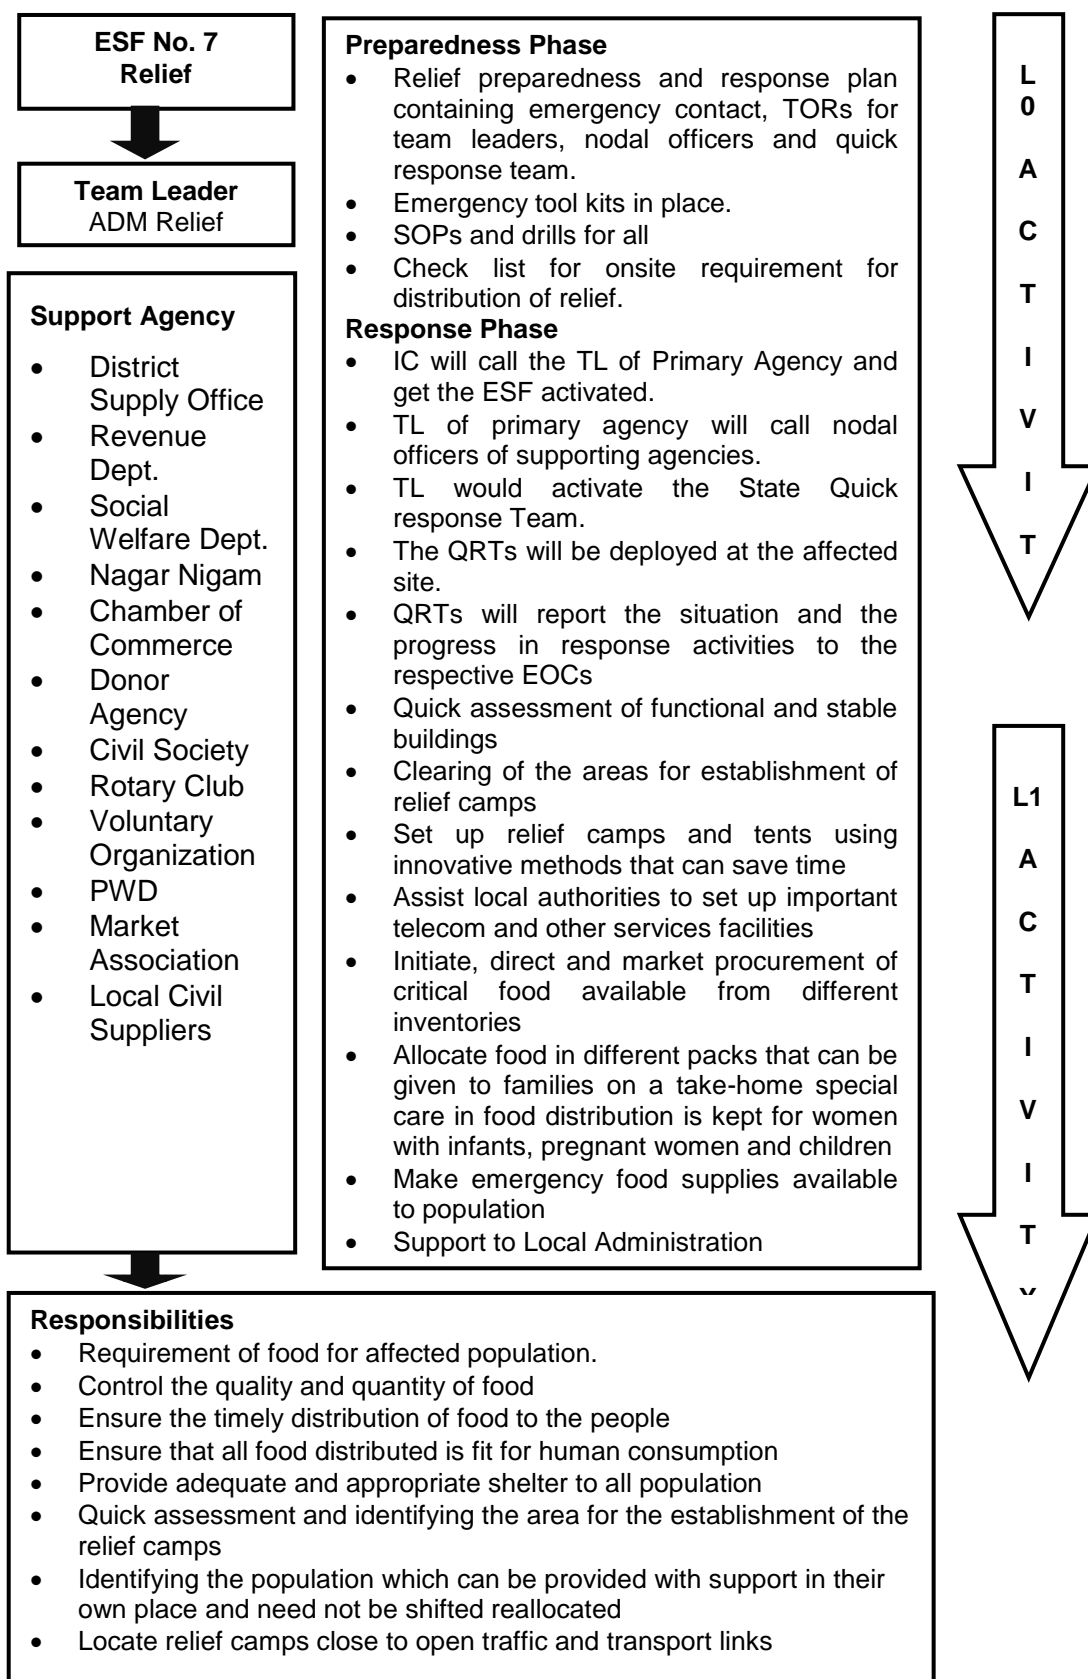 ESF No. 7
Relief
Team Leader
ADM Relief
Support Agency
• District
Supply Office
• Revenue
Dept.
• Social
Welfare Dept.
• Nagar Nigam
• Chamber of
Commerce
• Donor
Agency
• Civil Society
• Rotary Club
• Voluntary
Organization
• PWD
• Market
Association
• Local Civil
Suppliers
Preparedness Phase
• Relief preparedness and response plan
containing emergency contact, TORs for
team leaders, nodal officers and quick
response team.
• Emergency tool kits in place.
• SOPs and drills for all
• Check list for onsite requirement for
distribution of relief.
Response Phase
• IC will call the TL of Primary Agency and
get the ESF activated.
• TL of primary agency will call nodal
officers of supporting agencies.
• TL would activate the State Quick
response Team.
• The QRTs will be deployed at the affected
site.
• QRTs will report the situation and the
progress in response activities to the
respective EOCs
• Quick assessment of functional and stable
buildings
• Clearing of the areas for establishment of
relief camps
• Set up relief camps and tents using
innovative methods that can save time
• Assist local authorities to set up important
telecom and other services facilities
• Initiate, direct and market procurement of
critical food available from different
inventories
• Allocate food in different packs that can be
given to families on a take-home special
care in food distribution is kept for women
with infants, pregnant women and children
• Make emergency food supplies available
to population
• Support to Local Administration
L
0
A
C
T
I
V
I
T
L1
A
C
T
I
V
I
T
Y
Responsibilities
• Requirement of food for affected population.
• Control the quality and quantity of food
• Ensure the timely distribution of food to the people
• Ensure that all food distributed is fit for human consumption
• Provide adequate and appropriate shelter to all population
• Quick assessment and identifying the area for the establishment of the
relief camps
• Identifying the population which can be provided with support in their
own place and need not be shifted reallocated
• Locate relief camps close to open traffic and transport links